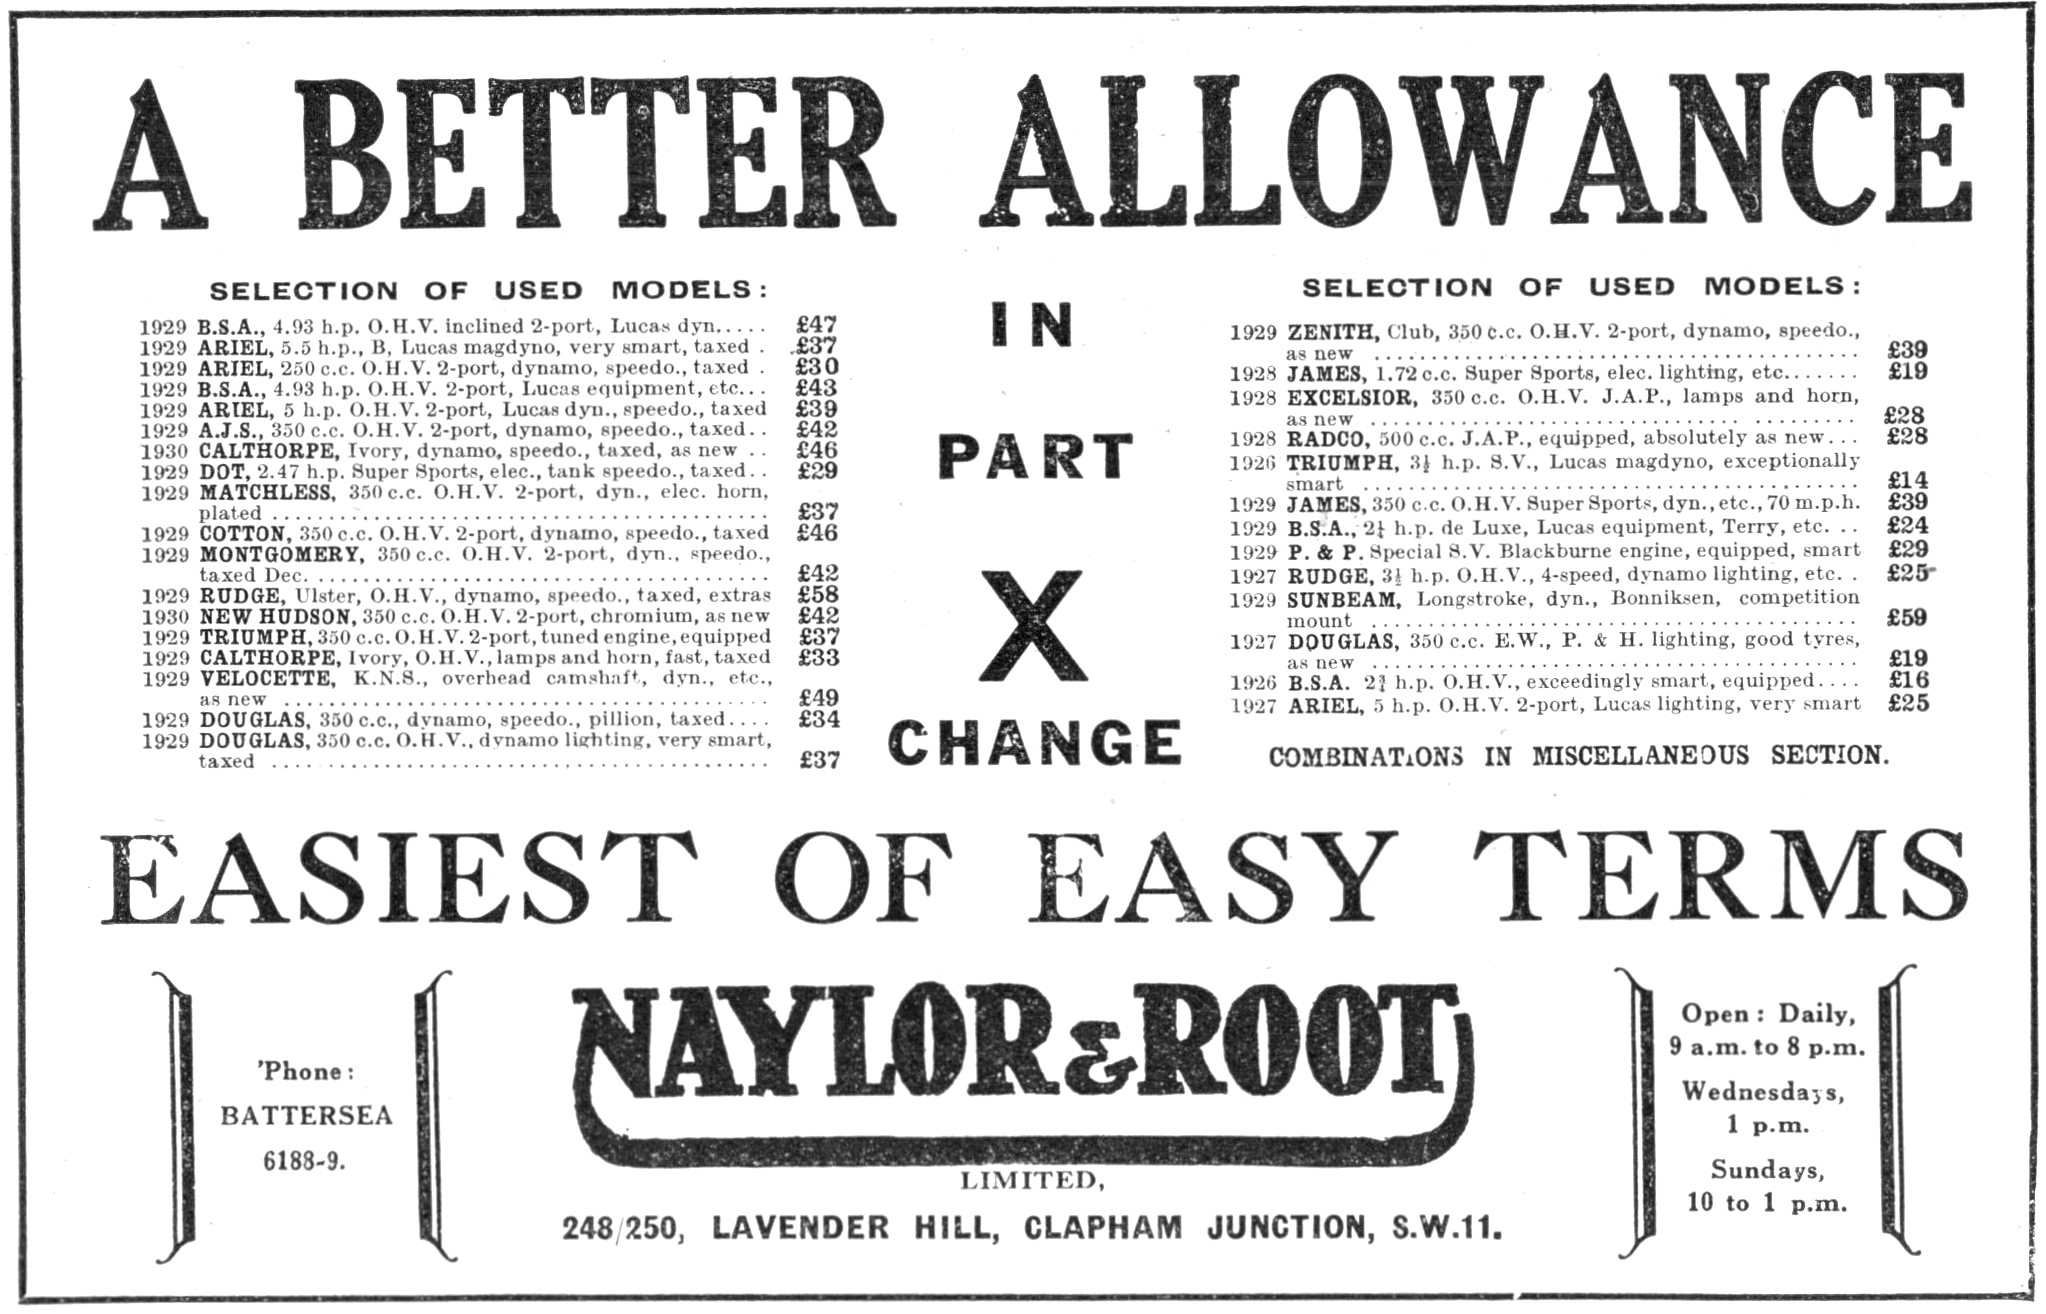 A BETTER ALLOWANCE
SELECTION OF USED MODELS:
1929 B.S.A., 4.93 h.p. O.H.V. inclined 2-port, Lucas dyn..... £47
1929 ARIEL, 5.5 h.p., B, Lucas magdyno, very smart, taxed . £37
1929 ARIEL, 250 c.c. O.H.V. 2-port, dynamo, speedo., taxed . £30
1929 B.S.A., 4.93 h.p. O.H.V. 2-port, Lucas equipment, etc... £43
1929 ARIEL, 5 h.p. O.H.V. 2-port, Lucas dyn., speedo., taxed £39
1929 A.J.S., 350 c.c. O.H.V. 2-port, dynamo, speedo., taxed.. £42
1930 CALTHORPE, Ivory, dynamo, speedo., taxed, as new .. £46
1929 DOT, 2.47 h.p. Super Sports, elec., tank speedo., taxed.. £29
1929 MATCHLESS, 350 c.c. O.H.V. 2-port, dyn., elec. horn,
plated ........................................ £37
1929 COTTON, 350 c.c. O.H.V. 2-port, dynamo, speedo., taxed £46
1929 MONTGOMERY, 350 c.c. O.H.V. 2-port, dyn., speedo.,
taxed Dec. ..................................... £42
1929 RUDGE, Ulster, O.H.V., dynamo, speedo., taxed, extras £58
1930 NEW HUDSON, 350 c.c. O.H.V. 2-port, chromium, as new £42
1929 TRIUMPH, 350 c.c. O.H.V. 2-port, tuned engine, equipped £37
1929 CALTHORPE, Ivory, O.H.V., lamps and horn, fast, taxed £33
1929 VELOCETTE, K.N.S., overhead camshaft, dyn., etc.,
as new ........................................ £49
1929 DOUGLAS, 350 c.c., dynamo, speedo., pillion, taxed.... £34
1929 DOUGLAS, 350 c.c. O.H.V., dynamo lighting, very smart,
taxed ........................................ £37
IN
PART
X
CHANGE
SELECTION OF USED MODELS:
1929 ZENITH, Club, 350 c.c. O.H.V. 2-port, dynamo, speedo.,
as new ........................................ £39
1928 JAMES, 1.72 c.c. Super Sports, elec. lighting, etc....... £19
1928 EXCELSIOR, 350 c.c. O.H.V. J.A.P., lamps and horn,
as new ........................................ £28
1928 RADCO, 500 c.c. J.A.P., equipped, absolutely as new... £28
1926 TRIUMPH, 3½ h.p. S.V., Lucas magdyno, exceptionally
smart ........................................ £14
1929 JAMES, 350 c.c. O.H.V. Super Sports, dyn., etc., 70 m.p.h. £39
1929 B.S.A., 2¼ h.p. de Luxe, Lucas equipment, Terry, etc. .. £24
1929 P. & P. Special S.V. Blackburne engine, equipped, smart £29
1927 RUDGE, 3½ h.p. O.H.V., 4-speed, dynamo lighting, etc. . £25
1929 SUNBEAM, Longstroke, dyn., Bonniksen, competition
mount ........................................ £59
1927 DOUGLAS, 350 c.c. E.W., P. & H. lighting, good tyres,
as new ........................................ £19
1926 B.S.A. 2¾ h.p. O.H.V., exceedingly smart, equipped.... £16
1927 ARIEL, 5 h.p. O.H.V. 2-port, Lucas lighting, very smart £25
COMBINATIONS IN MISCELLANEOUS SECTION.
EASIEST OF EASY TERMS
'Phone:
BATTERSEA
6188-9.
NAYLOR & ROOT
LIMITED,
248/250, LAVENDER HILL, CLAPHAM JUNCTION, S.W.11.
Open: Daily,
9 a.m. to 8 p.m.
Wednesdays,
1 p.m.
Sundays,
10 to 1 p.m.